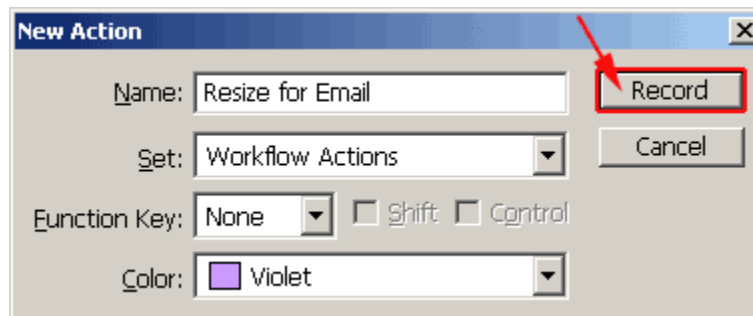 New Action
Name: Resize for Email Record
Set: Workflow Actions Cancel
Function Key: None Shift Control
Color: Violet